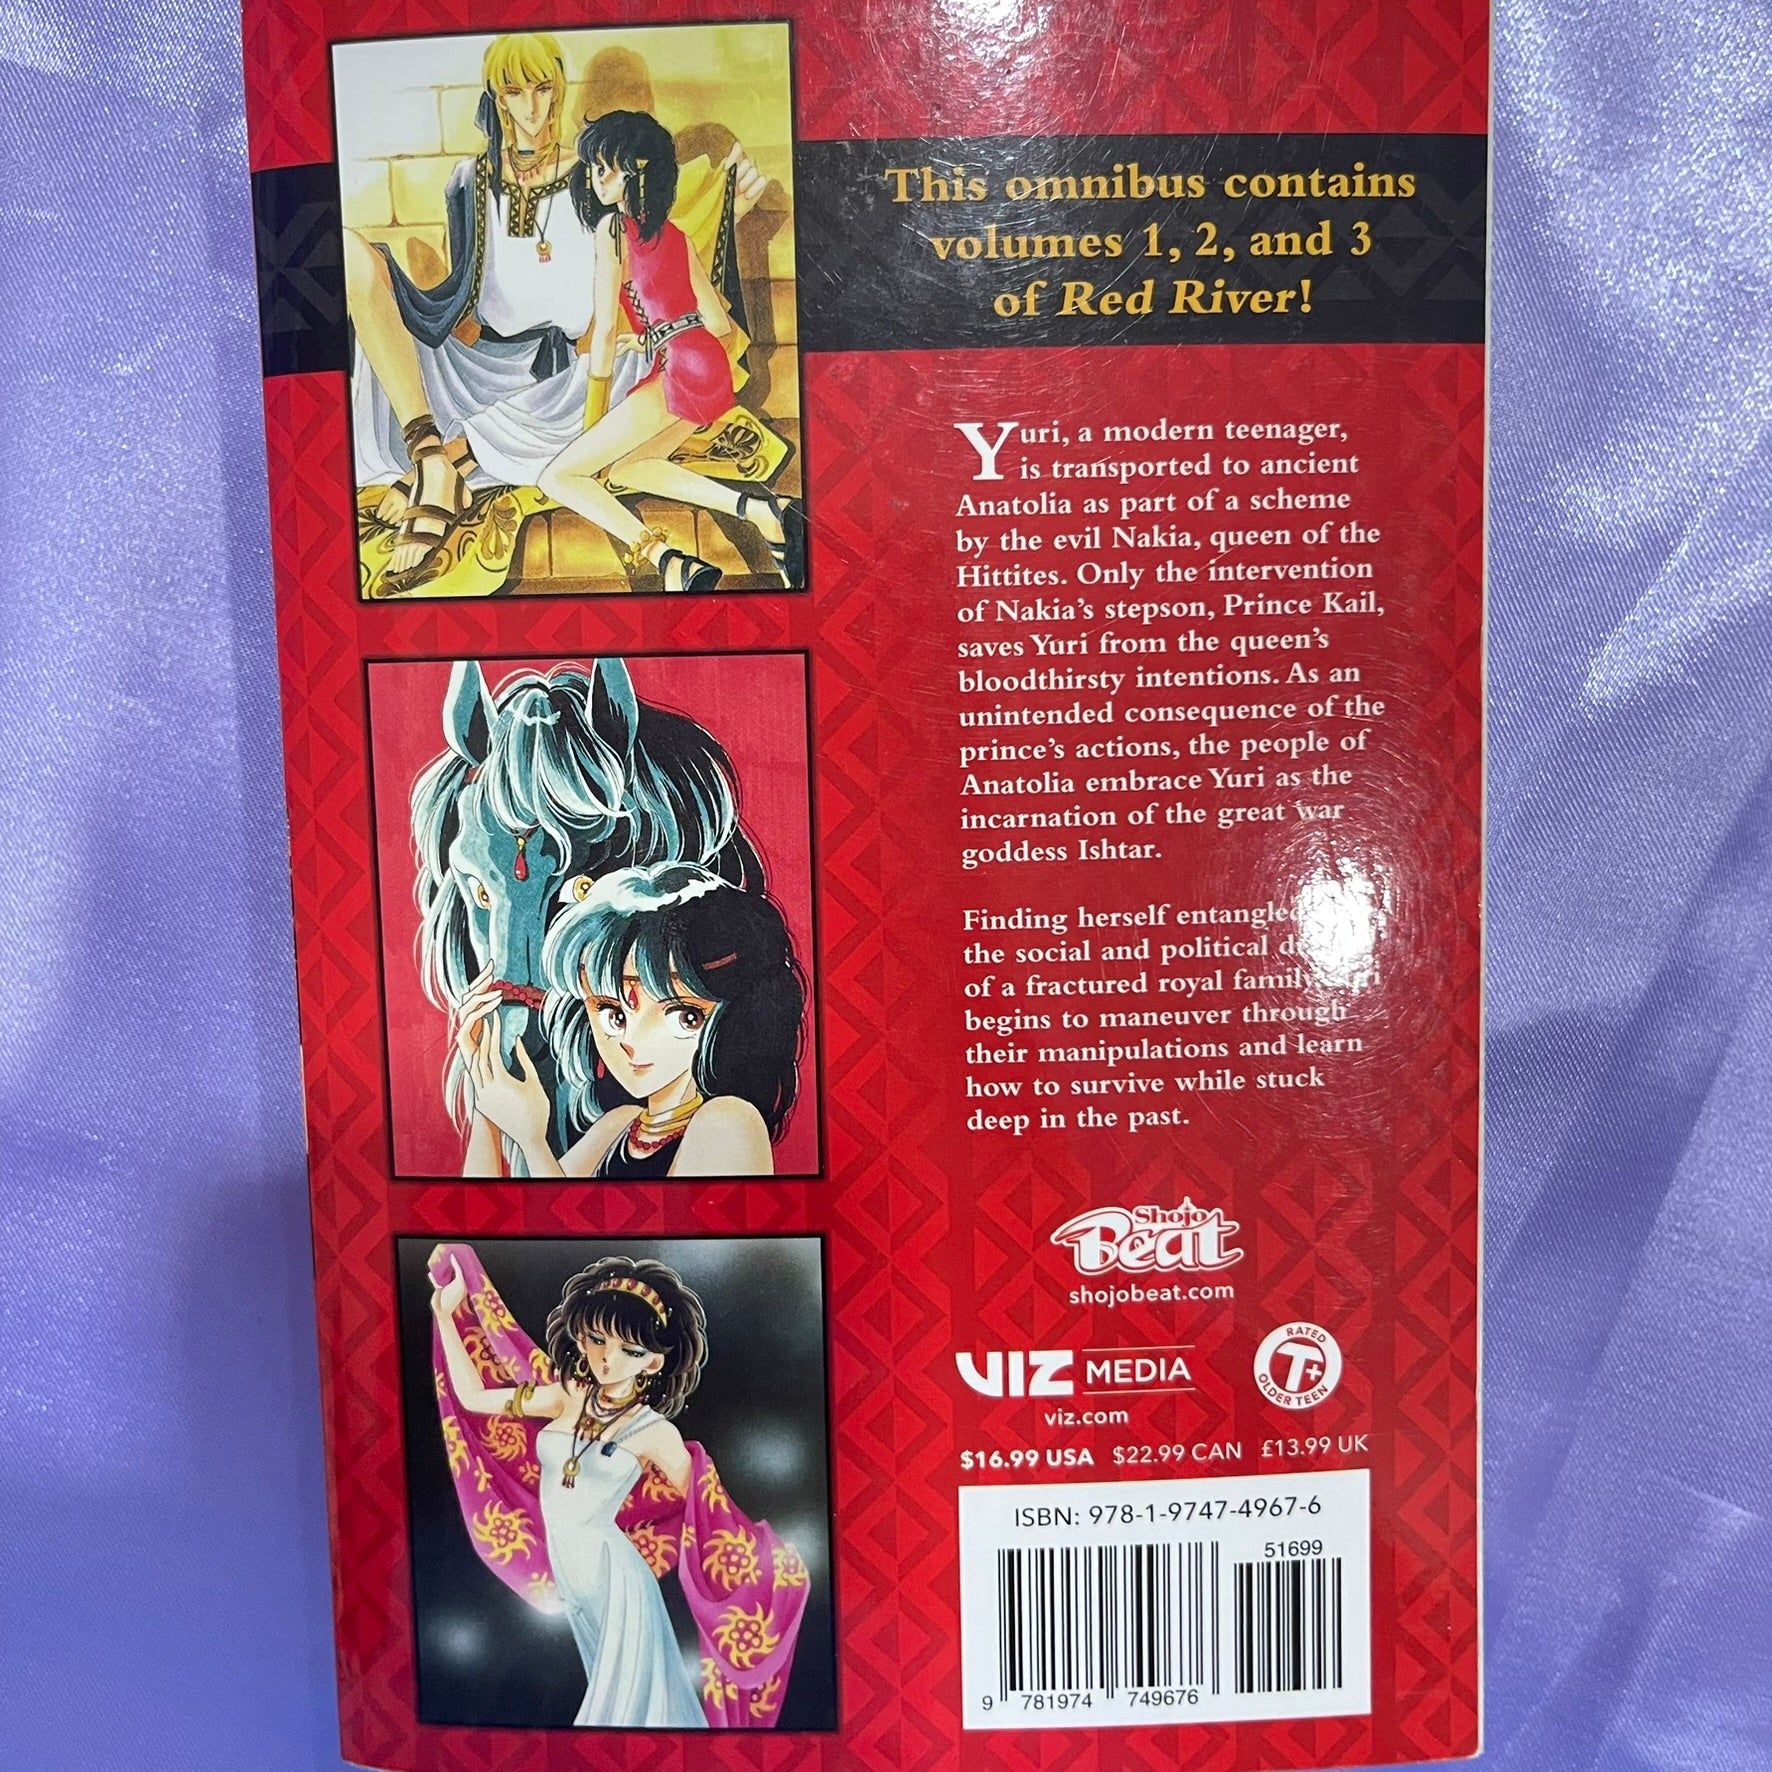 This omnibus contains
volumes 1, 2, and 3
of Red River!
Yuri, a modern teenager,
is transported to ancient
Anatolia as part of a scheme
by the evil Nakia, queen of the
Hittites. Only the intervention
of Nakia's stepson, Prince Kail,
saves Yuri from the queen's
bloodthirsty intentions. As an
unintended consequence of the
prince's actions, the people of
Anatolia embrace Yuri as the
incarnation of the great war
goddess Ishtar.
Finding herself entangled
the social and political
of a fractured royal family
begins to maneuver through
their manipulations and learn
how to survive while stuck
deep in the past.
Shojo
Beat
shojobeat.com
VIZ MEDIA
viz.com
RATED
T+
OLDER TEEN
$16.99 USA $22.99 CAN £13.99 UK
ISBN: 978-1-9747-4967-6
51699
9 781974 749676